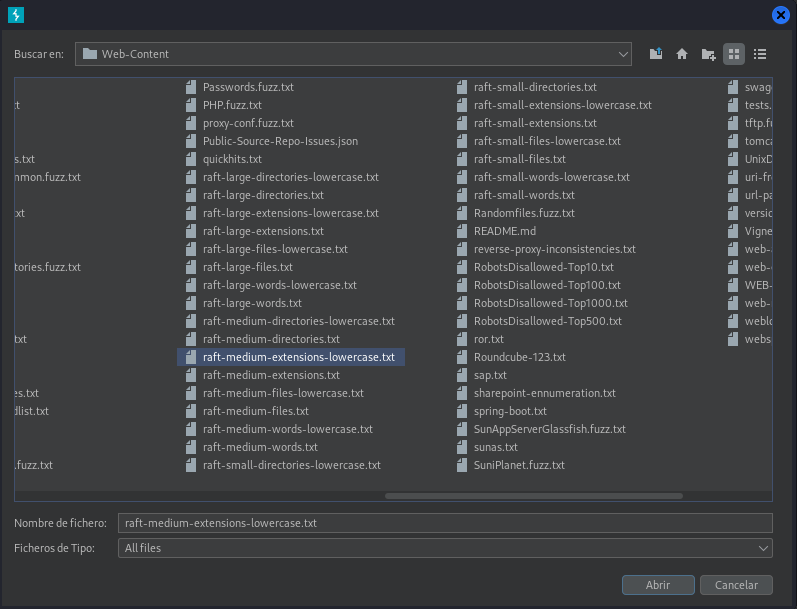 Buscar en:
Web-Content
xt
s.txt
mmon.fuzz.txt
xt
tories.fuzz.txt
txt
es.txt
dlist.txt
.fuzz.txt
Passwords.fuzz.txt
PHP.fuzz.txt
proxy-conf.fuzz.txt
Public-Source-Repo-Issues.json
quickhits.txt
raft-large-directories-lowercase.txt
raft-large-directories.txt
raft-large-extensions-lowercase.txt
raft-large-extensions.txt
raft-large-files-lowercase.txt
raft-large-files.txt
raft-large-words-lowercase.txt
raft-large-words.txt
raft-medium-directories-lowercase.txt
raft-medium-directories.txt
raft-medium-extensions-lowercase.txt
raft-medium-extensions.txt
raft-medium-files-lowercase.txt
raft-medium-files.txt
raft-medium-words-lowercase.txt
raft-medium-words.txt
raft-small-directories-lowercase.txt
raft-small-directories.txt
raft-small-extensions-lowercase.txt
raft-small-extensions.txt
raft-small-files-lowercase.txt
raft-small-files.txt
raft-small-words-lowercase.txt
raft-small-words.txt
Randomfiles.fuzz.txt
README.md
reverse-proxy-inconsistencies.txt
RobotsDisallowed-Top10.txt
RobotsDisallowed-Top100.txt
RobotsDisallowed-Top1000.txt
RobotsDisallowed-Top500.txt
ror.txt
Roundcube-123.txt
sap.txt
sharepoint-ennumeration.txt
spring-boot.txt
SunAppServerGlassfish.fuzz.txt
sunas.txt
SuniPlanet.fuzz.txt
swag
tests.
tftp.f
tomca
UnixD
uri-fr
url-pa
versic
Vigne
web-
web-
WEB-
web-
weblo
webs
Nombre de fichero:
raft-medium-extensions-lowercase.txt
Ficheros de Tipo:
All files
Abrir
Cancelar